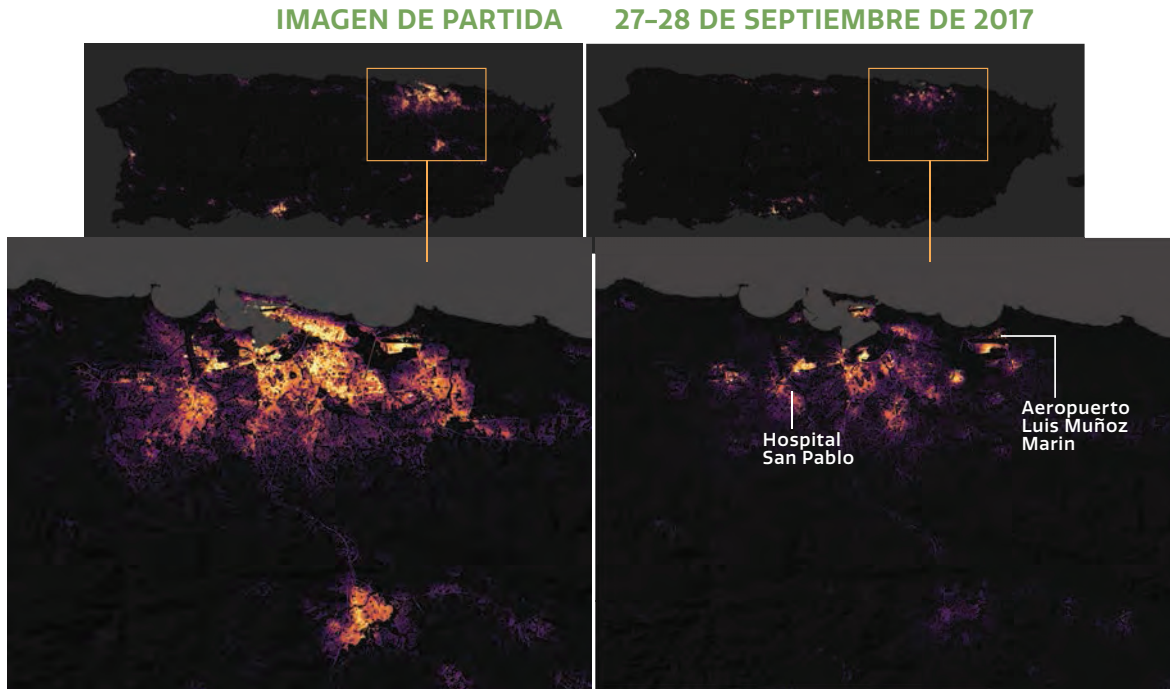 IMAGEN DE PARTIDA
27–28 DE SEPTIEMBRE DE 2017
Hospital
San Pablo
Aeropuerto
Luis Muñoz
Marin